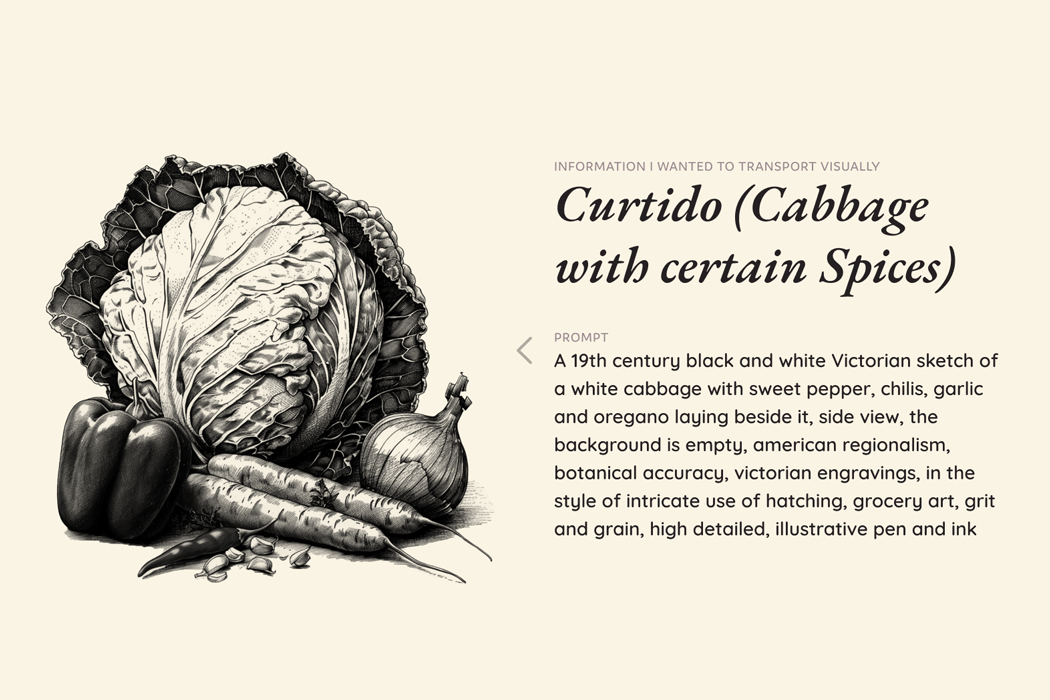 INFORMATION I WANTED TO TRANSPORT VISUALLY
Curtido (Cabbage
with certain Spices)
PROMPT
A 19th century black and white Victorian sketch of
a white cabbage with sweet pepper, chilis, garlic
and oregano laying beside it, side view, the
background is empty, american regionalism,
botanical accuracy, victorian engravings, in the
style of intricate use of hatching, grocery art, grit
and grain, high detailed, illustrative pen and ink